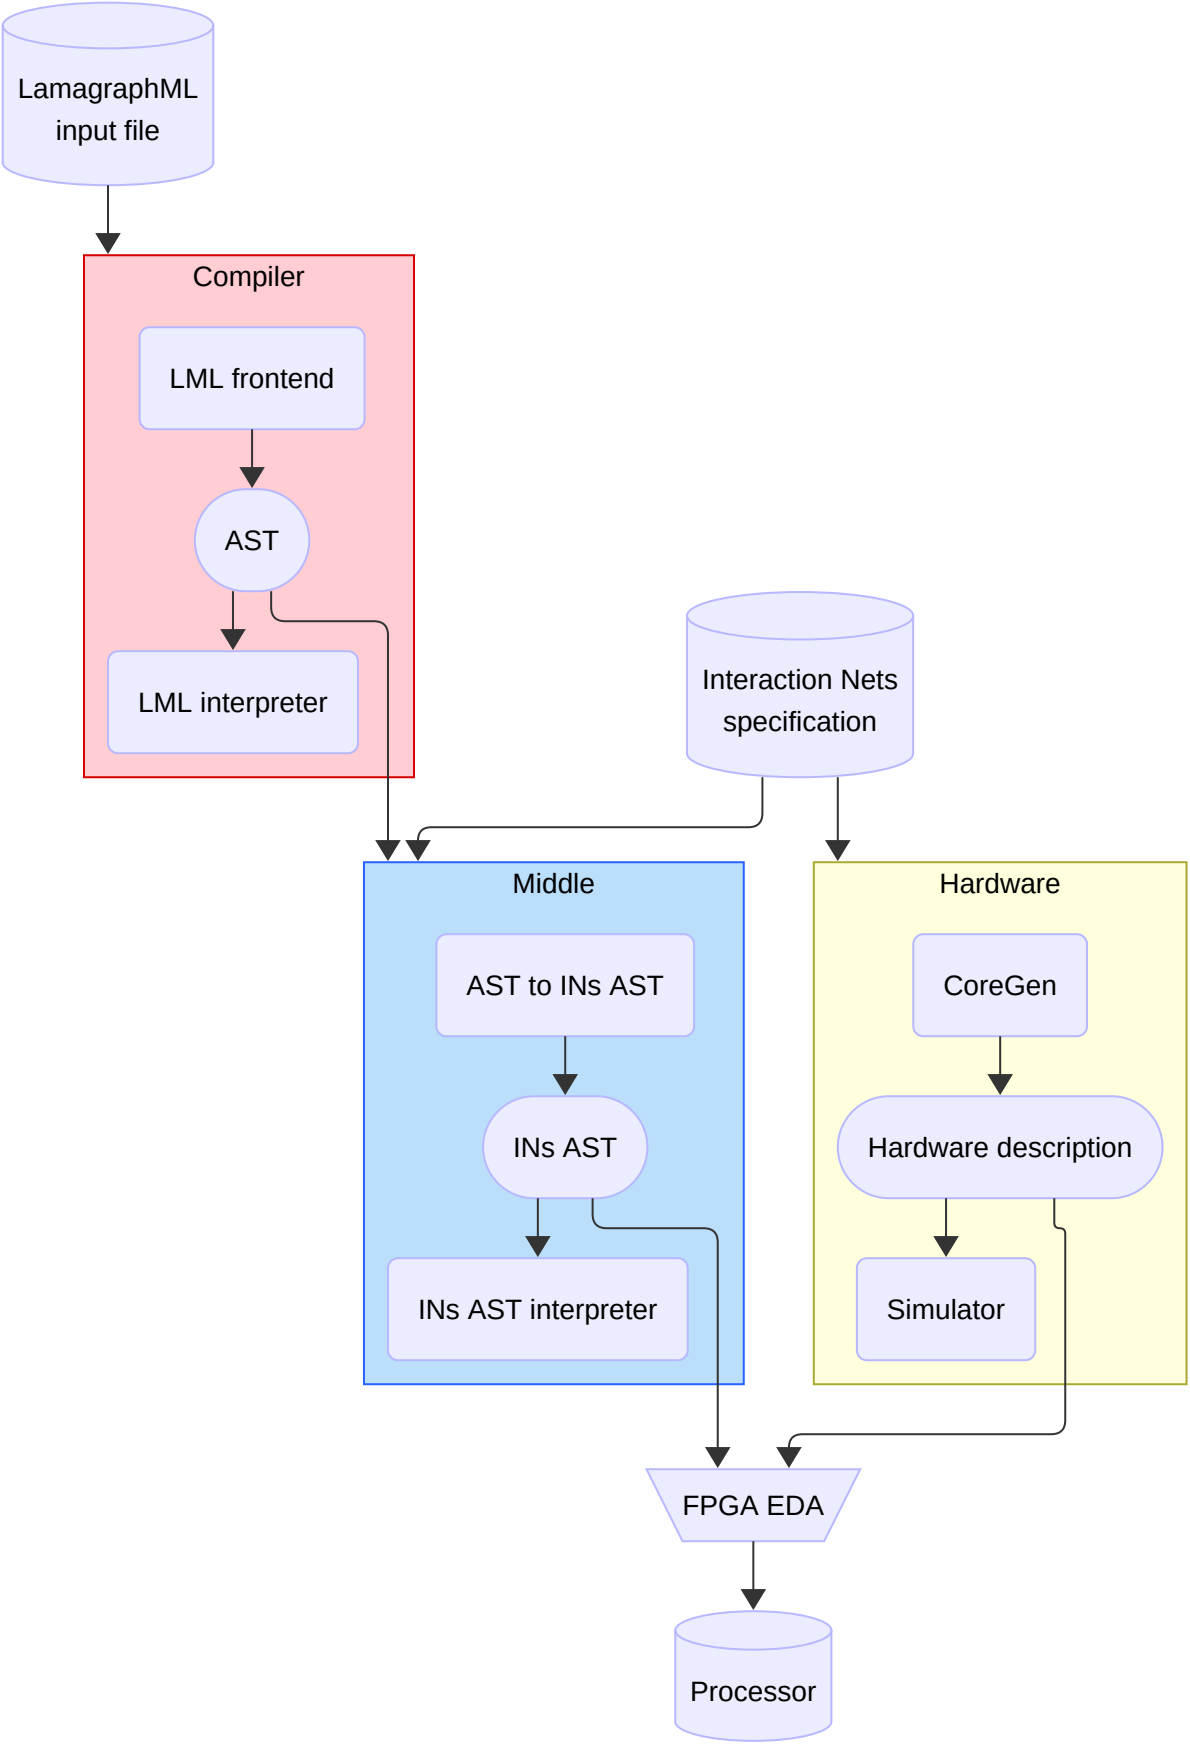 LamagraphML
input file
Compiler
LML frontend
AST
LML interpreter
Interaction Nets
specification
Middle
AST to INs AST
INs AST
INs AST interpreter
Hardware
CoreGen
Hardware description
Simulator
FPGA EDA
Processor